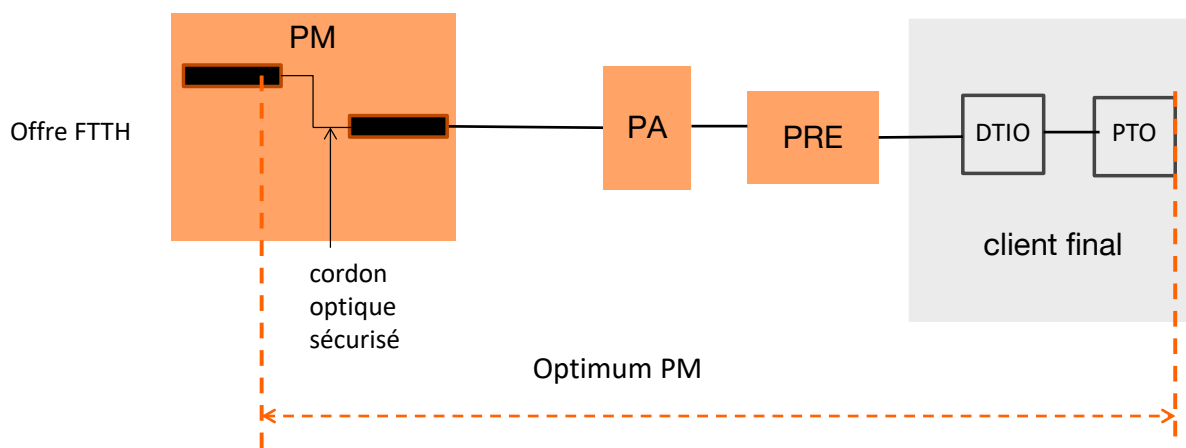 PM
Offre FTTH
PA
PRE
DTIO
PTO
client final
cordon
optique
sécurisé
Optimum PM